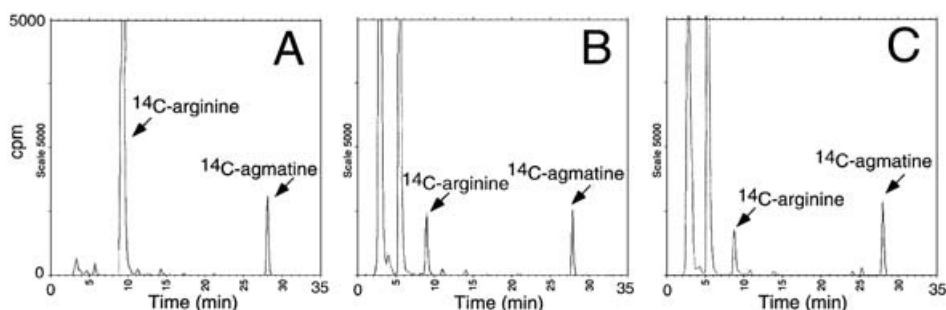 5000
A
B
C
14C-arginine
14C-agmatine
14C-arginine
14C-agmatine
14C-arginine
14C-agmatine
cpm
Scale 5000
Scale 5000
Scale 5000
0
0 5 10 15 20 25 30 35
0 5 10 15 20 25 30 35
0 5 10 15 20 25 30 35
Time (min)
Time (min)
Time (min)